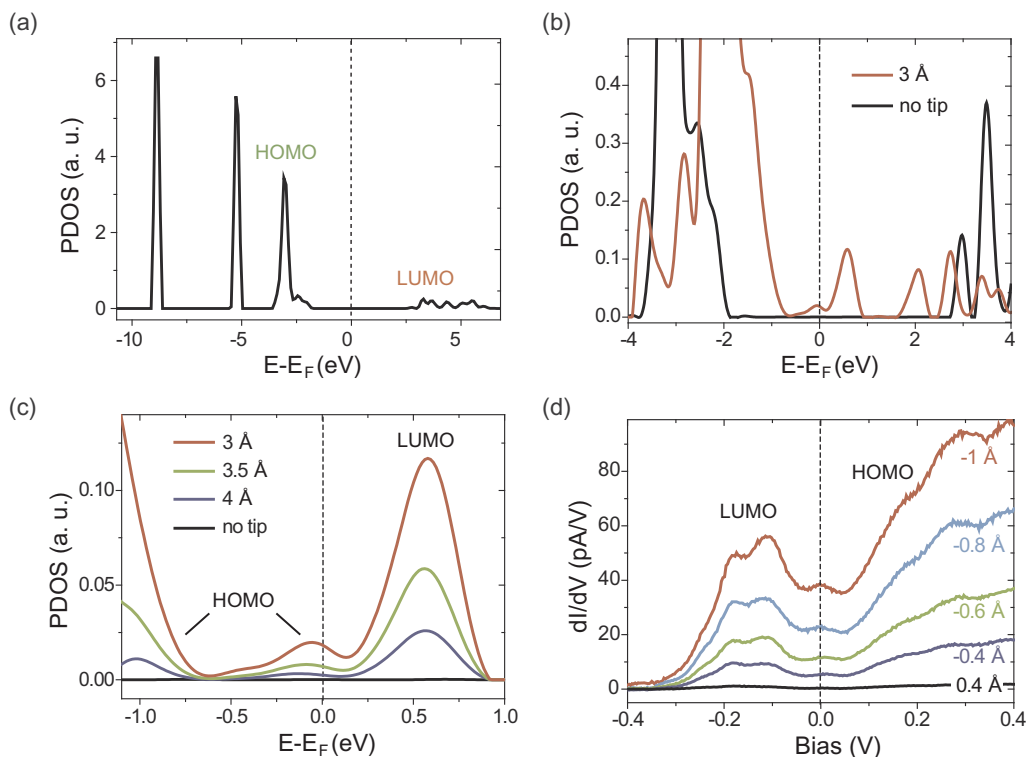 (a)
PDOS (a. u.)
6
4
2
0
HOMO
LUMO
-10
-5
0
5
E-E_F (eV)
(b)
PDOS (a. u.)
0.4
0.3
0.2
0.1
0.0
3 Å
no tip
-4
-2
0
2
4
E-E_F (eV)
(c)
PDOS (a. u.)
0.10
0.05
0.00
3 Å
3.5 Å
4 Å
no tip
LUMO
HOMO
-1.0
-0.5
0.0
0.5
1.0
E-E_F (eV)
(d)
dI/dV (pA/V)
80
60
40
20
0
LUMO
HOMO
-1 Å
-0.8 Å
-0.6 Å
-0.4 Å
0.4 Å
-0.4
-0.2
0.0
0.2
0.4
Bias (V)